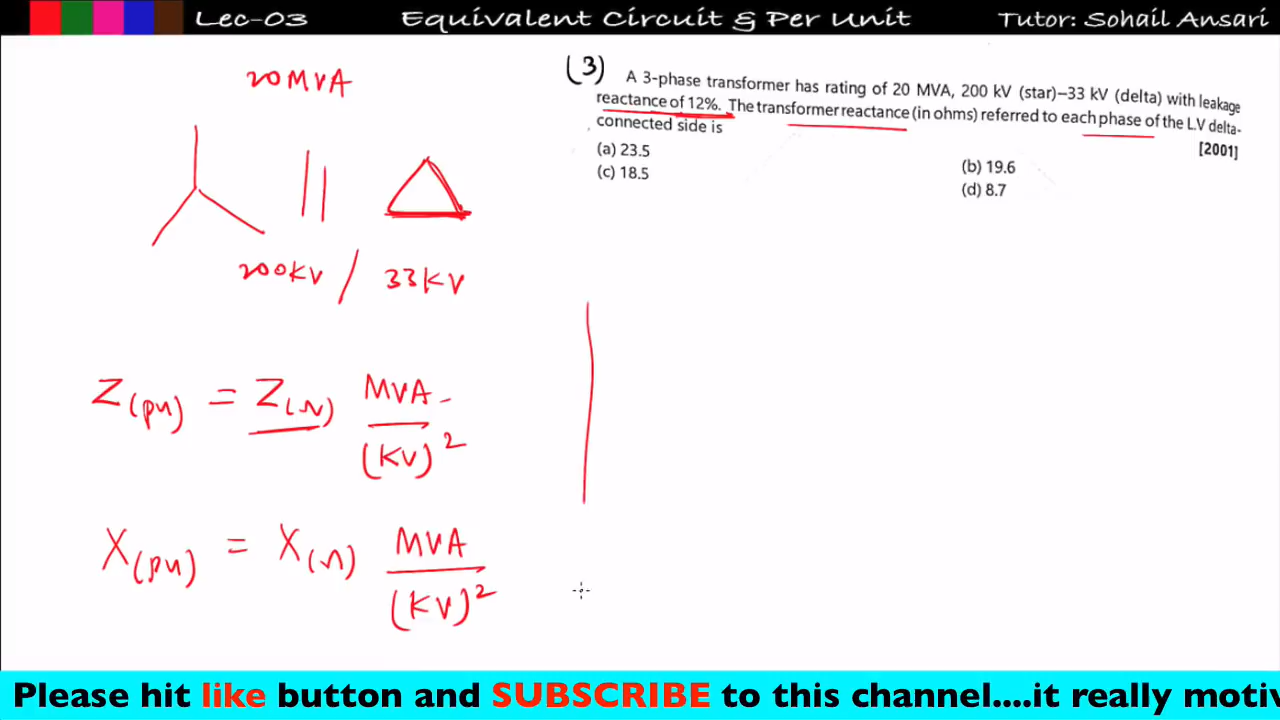 Lec-03 Equivalent Circuit & Per Unit Tutor: Sohail Ansari
20MVA
200KV / 33KV
Z(pu) = Z(Ω) MVA / (KV)²
X(pu) = X(Ω) MVA / (KV)²
(3)
A 3-phase transformer has rating of 20 MVA, 200 kV (star)–33 kV (delta) with leakage
reactance of 12%. The transformer reactance (in ohms) referred to each phase of the L.V delta-
connected side is
[2001]
(a) 23.5
(b) 19.6
(c) 18.5
(d) 8.7
Please hit like button and SUBSCRIBE to this channel....it really motiv